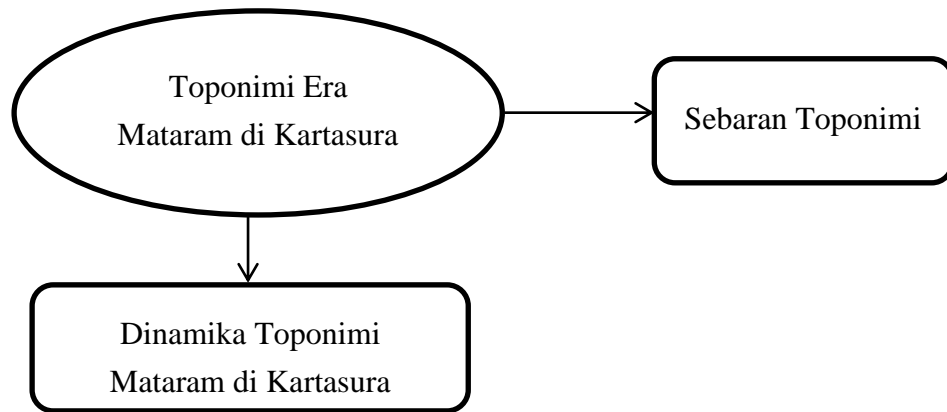 Toponimi Era
Mataram di Kartasura
Sebaran Toponimi
Dinamika Toponimi
Mataram di Kartasura